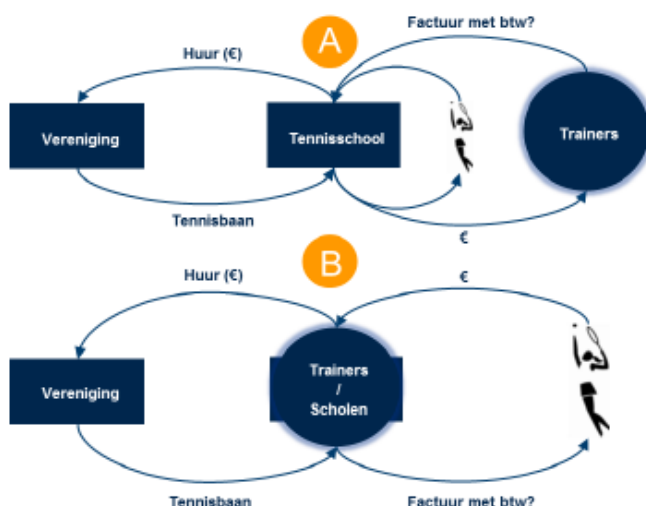 A
Factuur met btw?
Huur (€)
Vereniging
Tennisschool
Trainers
Tennisbaan
€
B
Huur (€)
€
Vereniging
Trainers
/
Scholen
Tennisbaan
Factuur met btw?